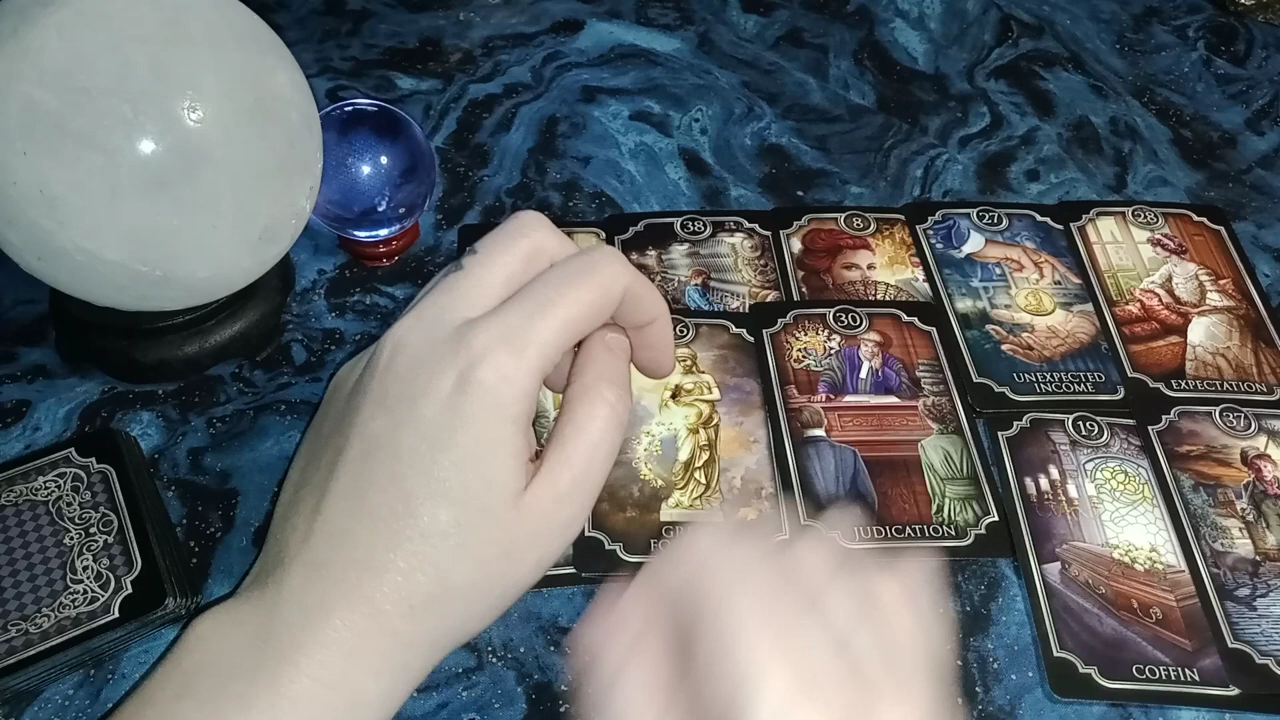 38
8
27
28
UNEXPECTED
INCOME
EXPECTATION
30
JUDICATION
19
COFFIN
37